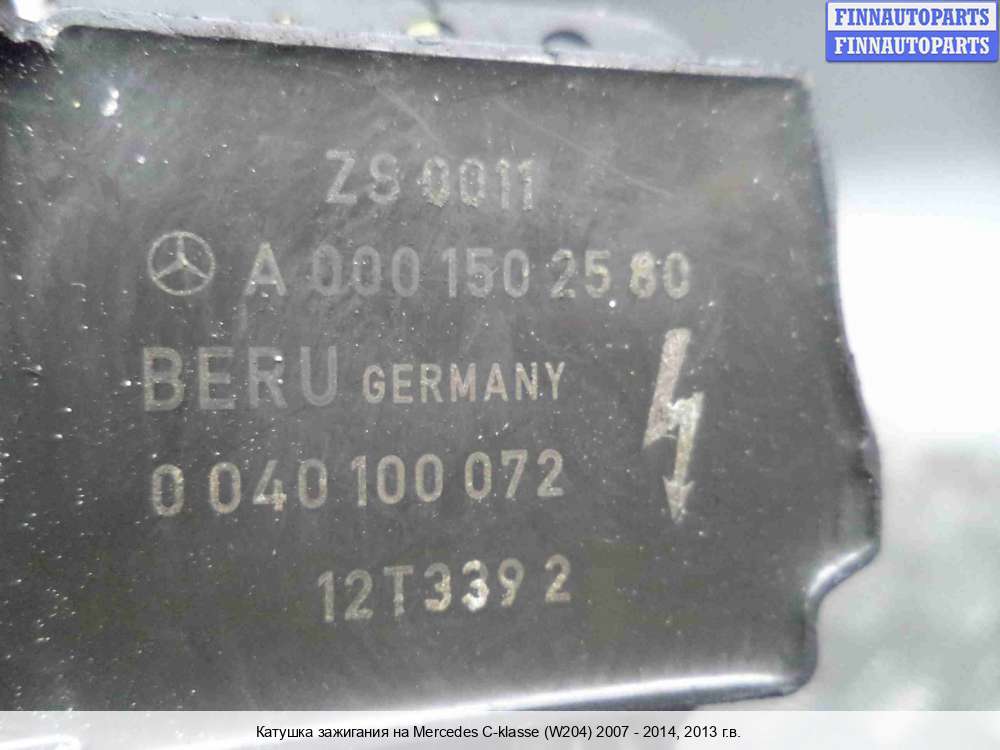 FINNAUTOPARTS
FINNAUTOPARTS
ZS 0011
A 000 150 25 80
BERU GERMANY
0 040 100 072
12T339 2
Катушка зажигания на Mercedes C-klasse (W204) 2007 - 2014, 2013 г.в.